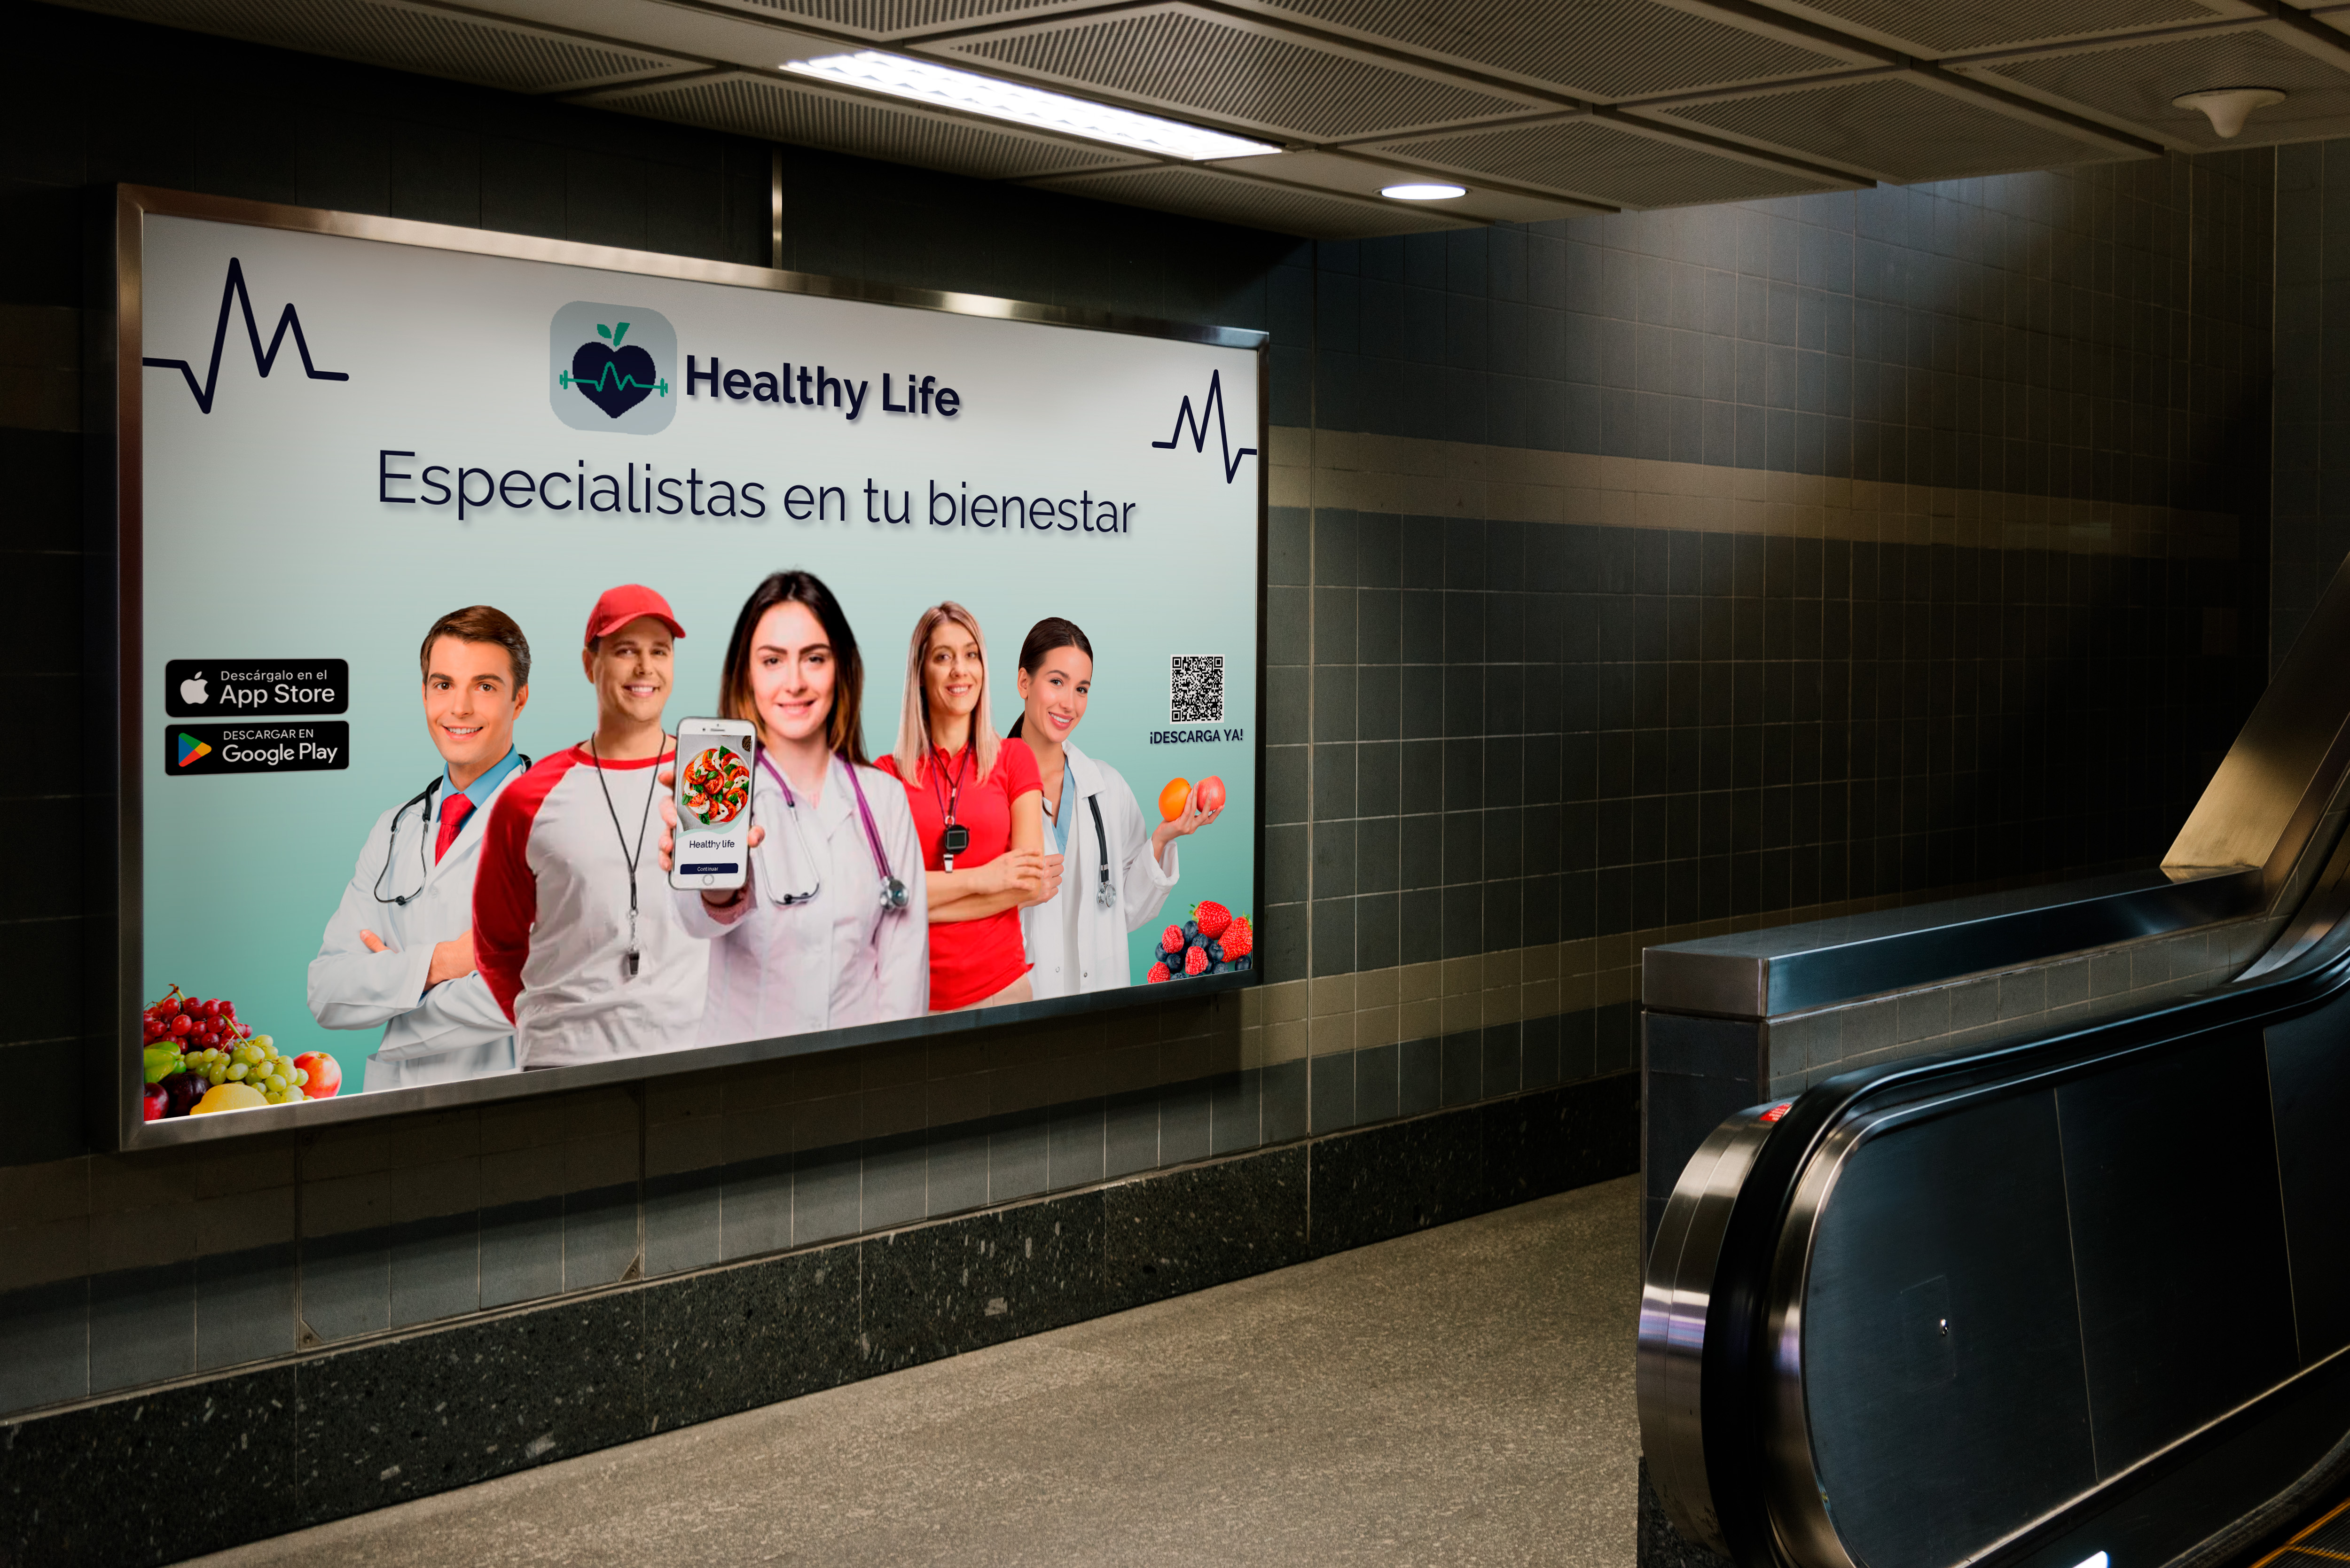 Healthy Life
Especialistas en tu bienestar
Descárgalo en el
App Store
DESCARGAR EN
Google Play
¡DESCARGA YA!
Healthy life
Continuar